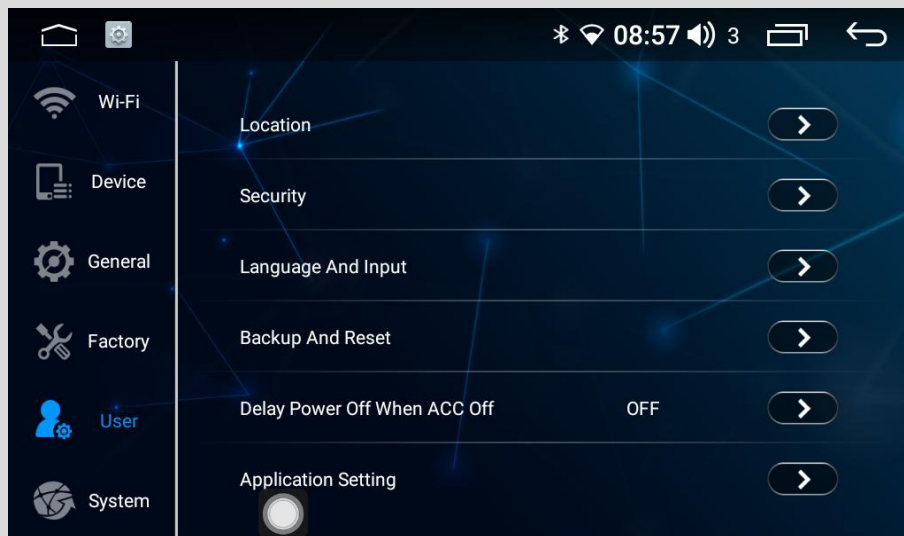 08:57 3
Wi-Fi
Device
General
Factory
User
System
Location
Security
Language And Input
Backup And Reset
Delay Power Off When ACC Off OFF
Application Setting